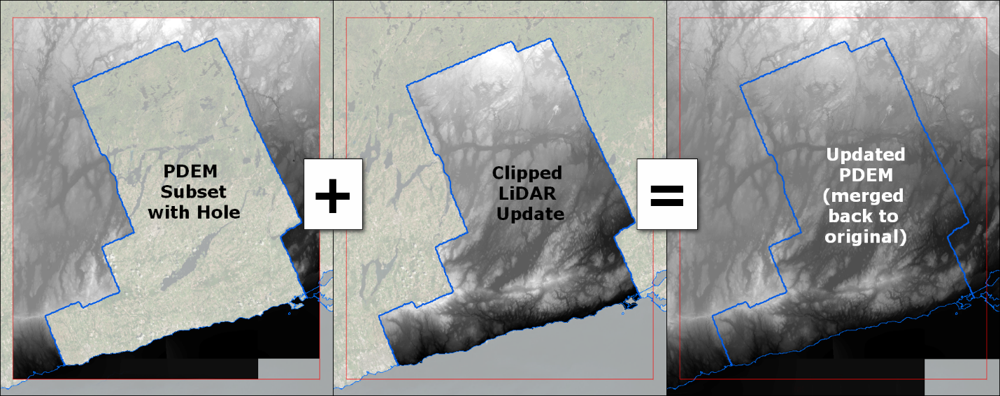 PDEM
Subset
with Hole
+
Clipped
LiDAR
Update
=
Updated
PDEM
(merged
back to
original)